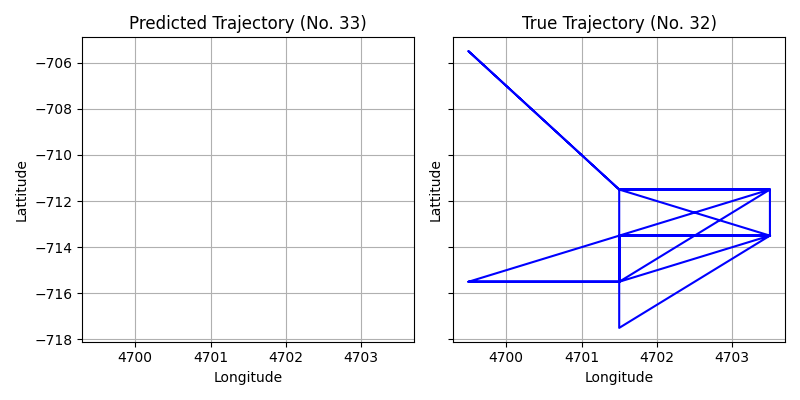 Predicted Trajectory (No. 33)
True Trajectory (No. 32)
−706
−708
−710
−712
−714
−716
−718
Lattitude
Lattitude
4700
4701
4702
4703
4700
4701
4702
4703
Longitude
Longitude